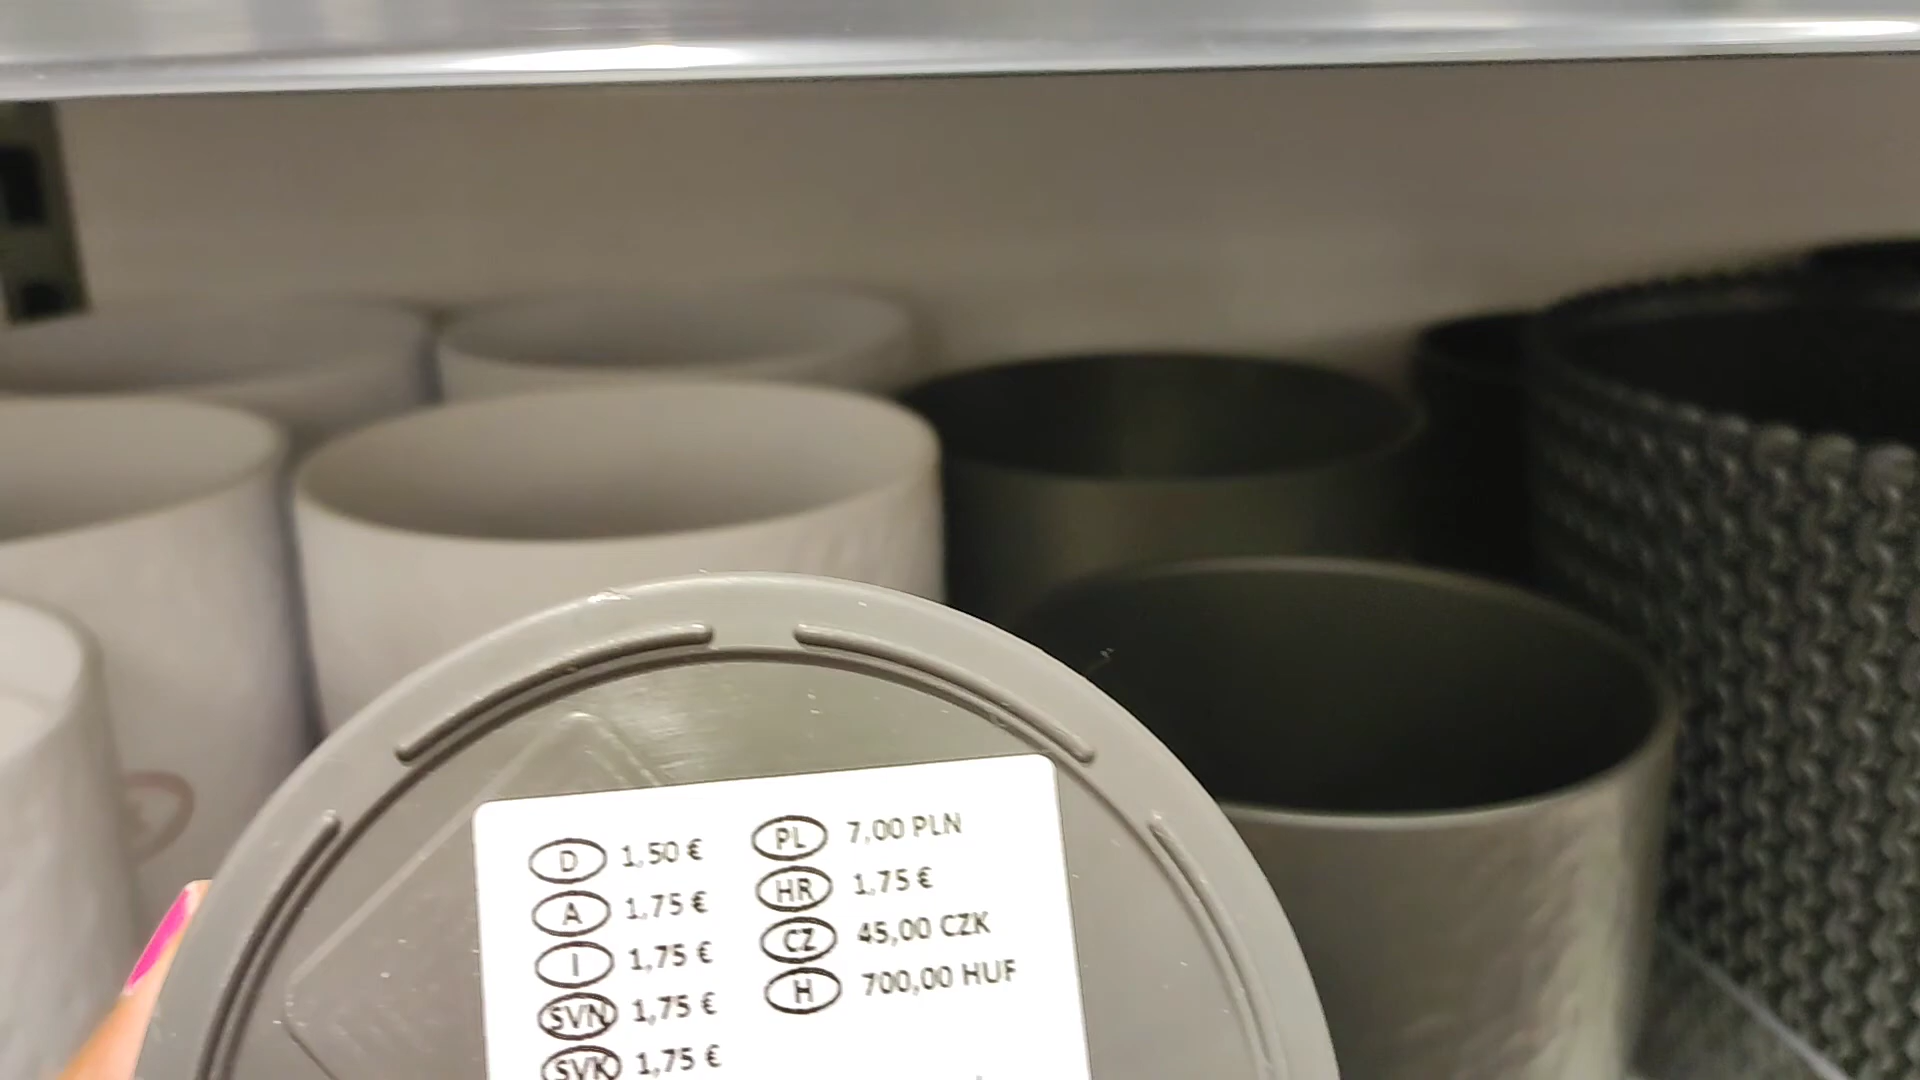 D 1,50 €
A 1,75 €
I 1,75 €
SVN 1,75 €
SVK 1,75 €
PL 7,00 PLN
HR 1,75 €
CZ 45,00 CZK
H 700,00 HUF